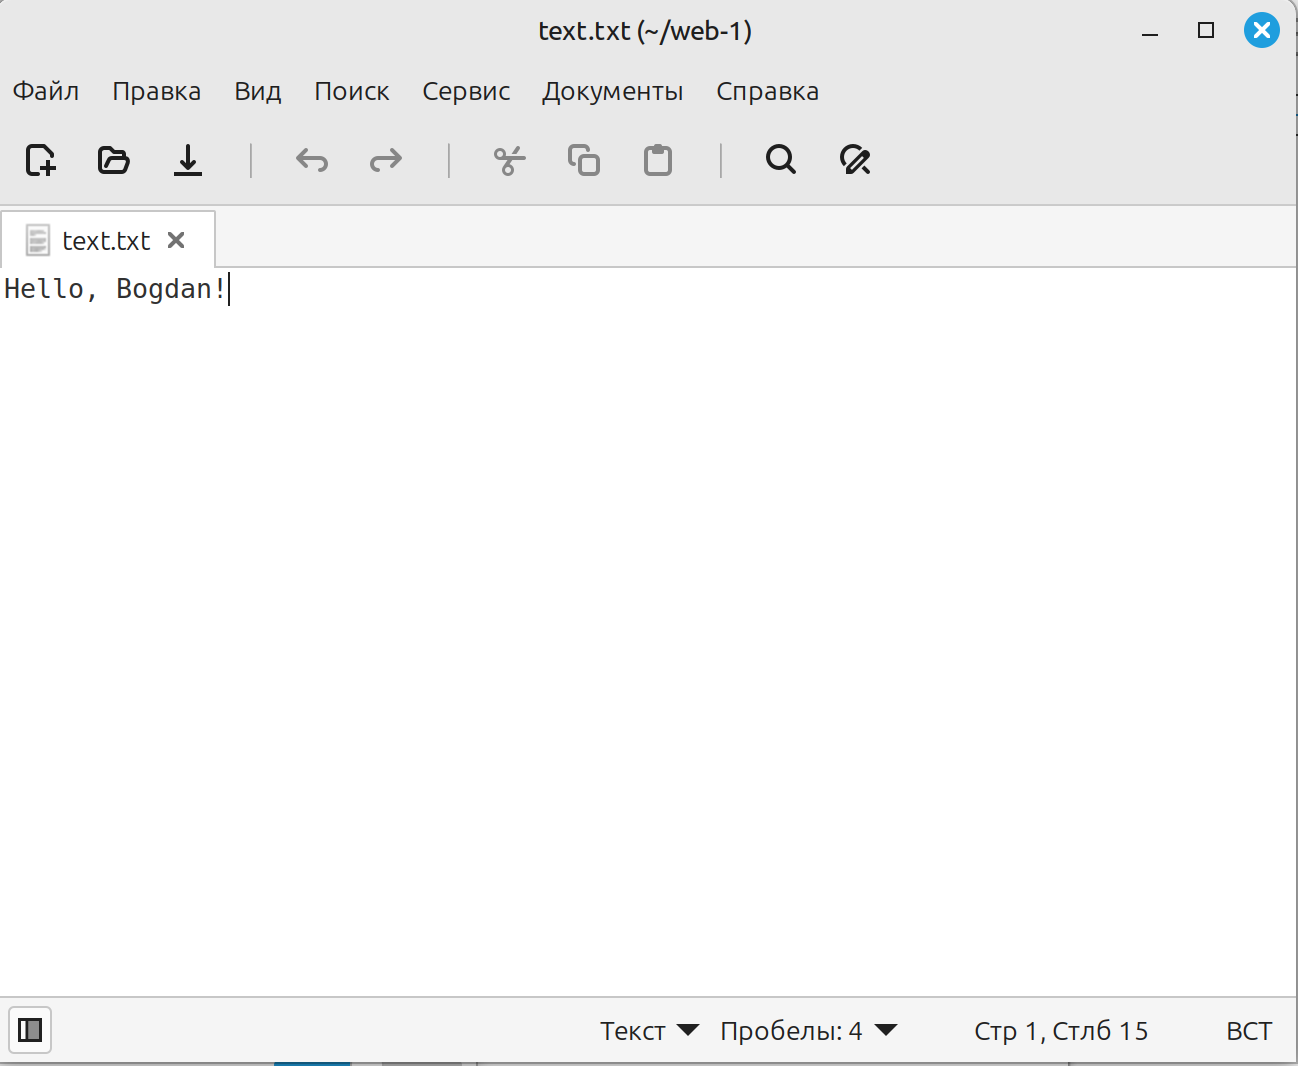 text.txt (~/web-1)
Файл Правка Вид Поиск Сервис Документы Справка
text.txt
Hello, Bogdan!
Текст Пробелы: 4 Стр 1, Стлб 15 ВСТ